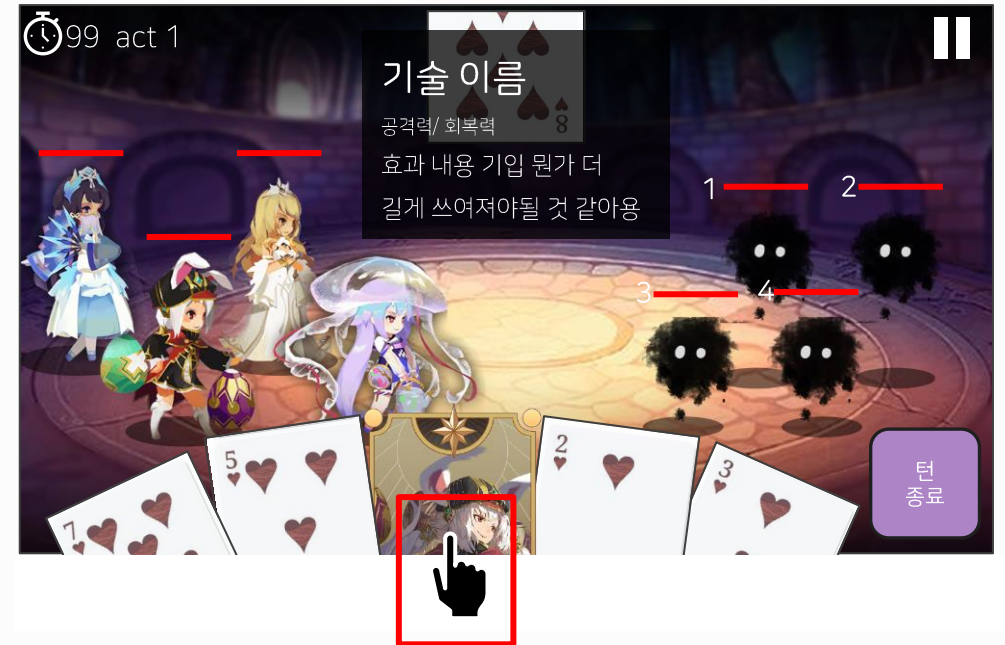 99 act 1
8
기술 이름
공격력/ 회복력
효과 내용 기입 뭔가 더
길게 쓰여져야될 것 같아용
1
2
3
4
7
5
2
3
턴
종료